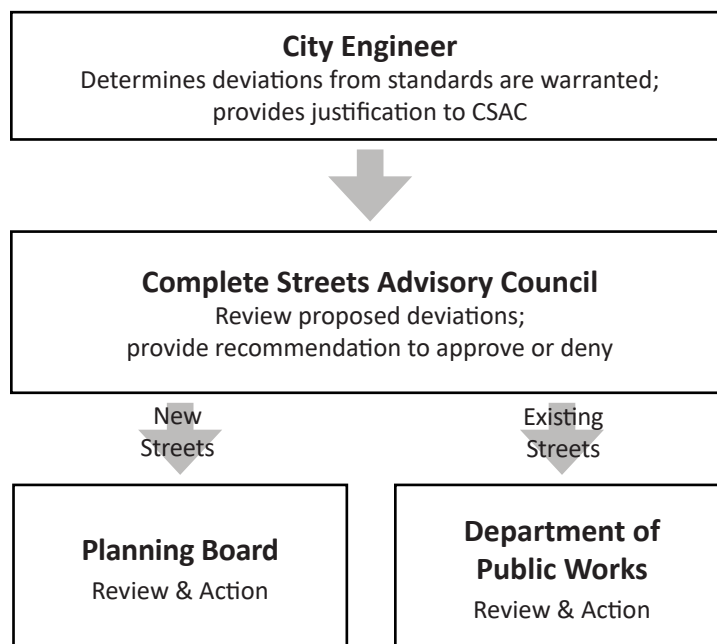 City Engineer
Determines deviations from standards are warranted;
provides justification to CSAC
Complete Streets Advisory Council
Review proposed deviations;
provide recommendation to approve or deny
New
Streets
Existing
Streets
Planning Board
Review & Action
Department of
Public Works
Review & Action